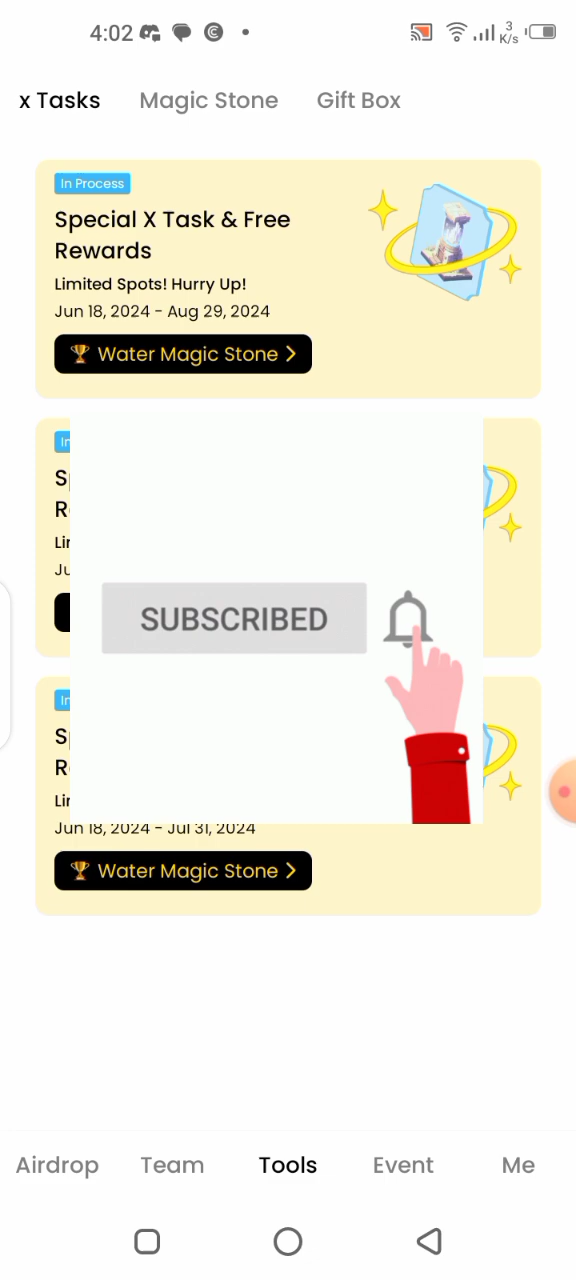 4:02
3
K/s
x Tasks Magic Stone Gift Box
In Process
Special X Task & Free
Rewards
Limited Spots! Hurry Up!
Jun 18, 2024 - Aug 29, 2024
Water Magic Stone
SUBSCRIBED
Jun 18, 2024 - Jul 31, 2024
Water Magic Stone
Airdrop Team Tools Event Me